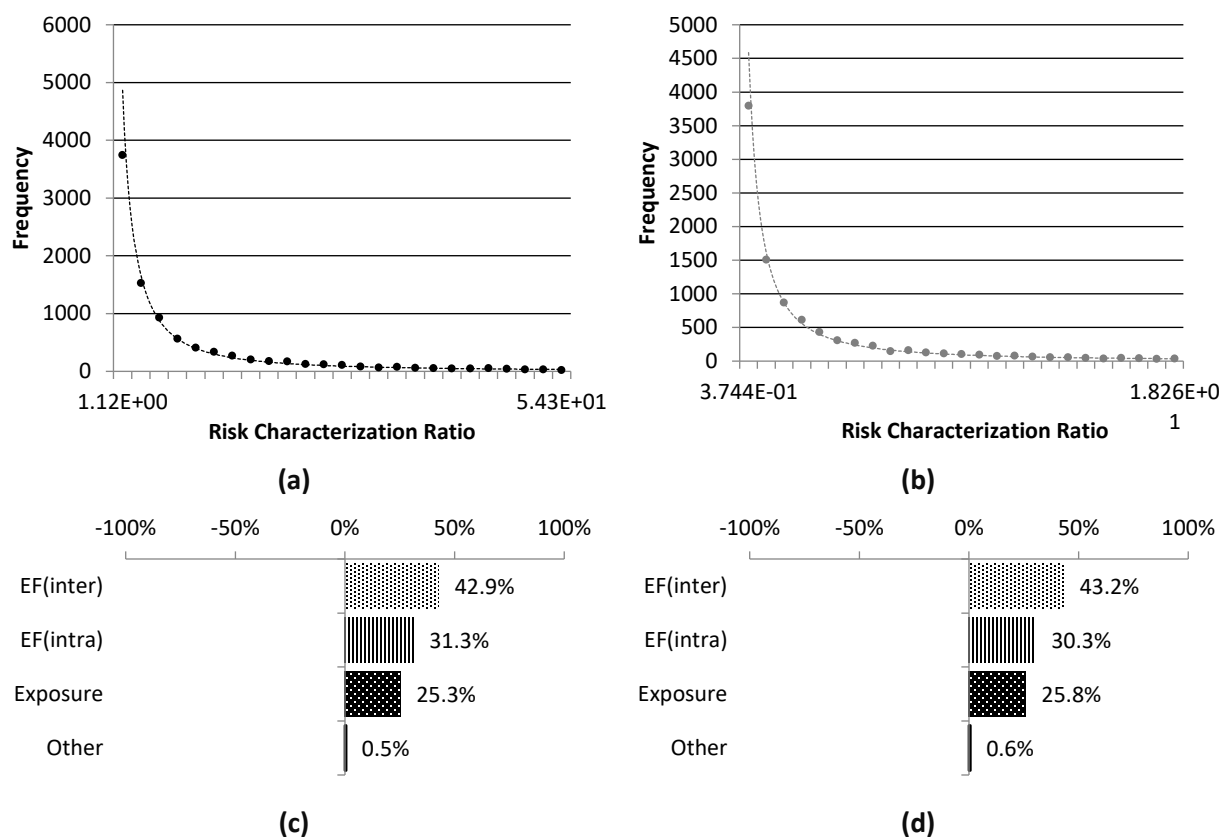 6000
5000
4000
3000
2000
1000
0
Frequency
1.12E+00
5.43E+01
Risk Characterization Ratio
(a)
5000
4500
4000
3500
3000
2500
2000
1500
1000
500
0
Frequency
3.744E-01
1.826E+0
1
Risk Characterization Ratio
(b)
-100% -50% 0% 50% 100%
EF(inter) 42.9%
EF(intra) 31.3%
Exposure 25.3%
Other 0.5%
(c)
-100% -50% 0% 50% 100%
EF(inter) 43.2%
EF(intra) 30.3%
Exposure 25.8%
Other 0.6%
(d)